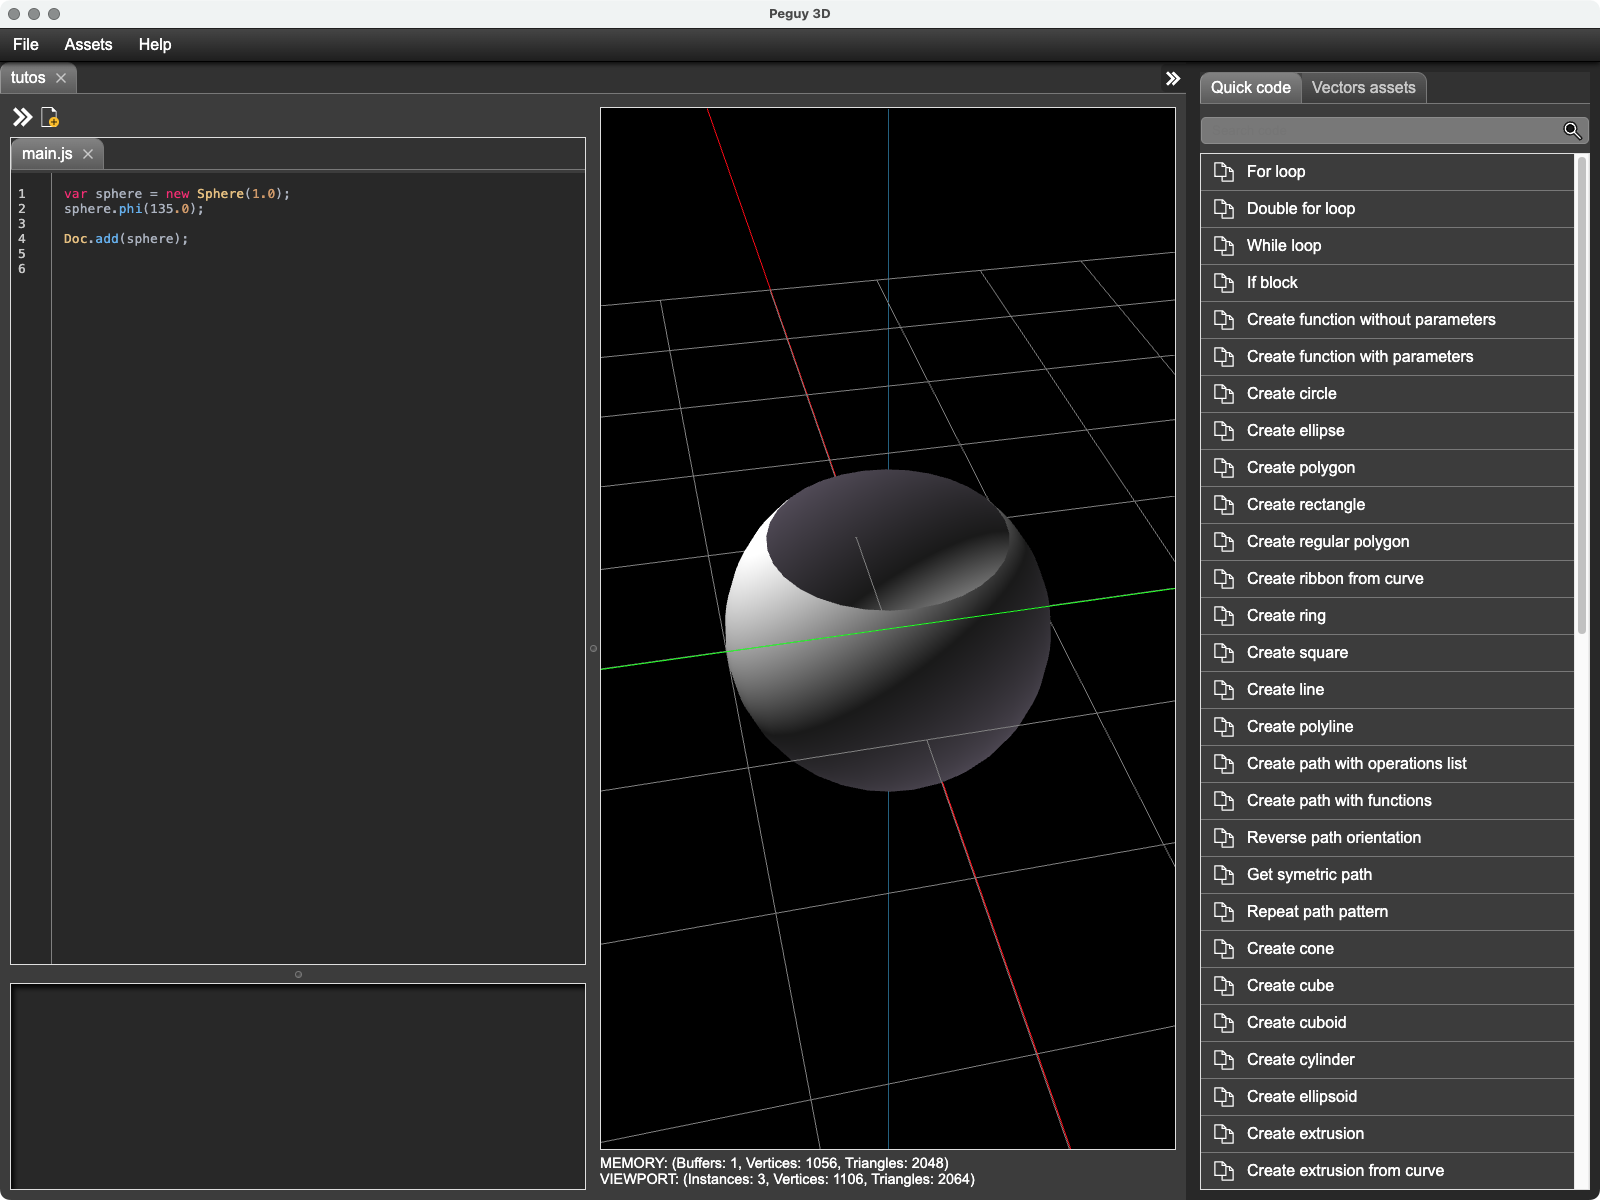 Peguy 3D
File Assets Help
tutos
main.js
1 var sphere = new Sphere(1.0);
2 sphere.phi(135.0);
3
4 Doc.add(sphere);
5
6
MEMORY: (Buffers: 1, Vertices: 1056, Triangles: 2048)
VIEWPORT: (Instances: 3, Vertices: 1106, Triangles: 2064)
Quick code Vectors assets
For loop
Double for loop
While loop
If block
Create function without parameters
Create function with parameters
Create circle
Create ellipse
Create polygon
Create rectangle
Create regular polygon
Create ribbon from curve
Create ring
Create square
Create line
Create polyline
Create path with operations list
Create path with functions
Reverse path orientation
Get symetric path
Repeat path pattern
Create cone
Create cube
Create cuboid
Create cylinder
Create ellipsoid
Create extrusion
Create extrusion from curve